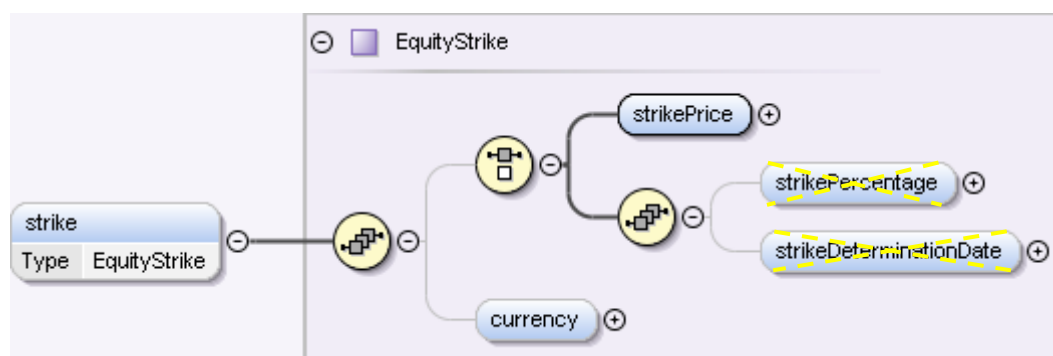 EquityStrike
strikePrice
strikePercentage
strike
Type EquityStrike
strikeDeterminationDate
currency